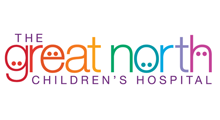 THE
great north
CHILDREN'S HOSPITAL